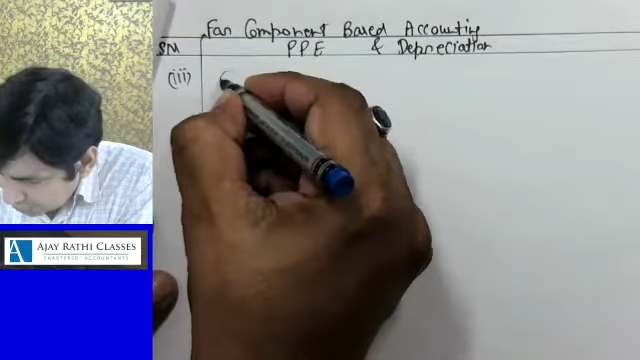 For Component Based Accounting
SM PPE & Depreciation
(iii)
AJAY RATHI CLASSES
CHARTERED ACCOUNTANTS